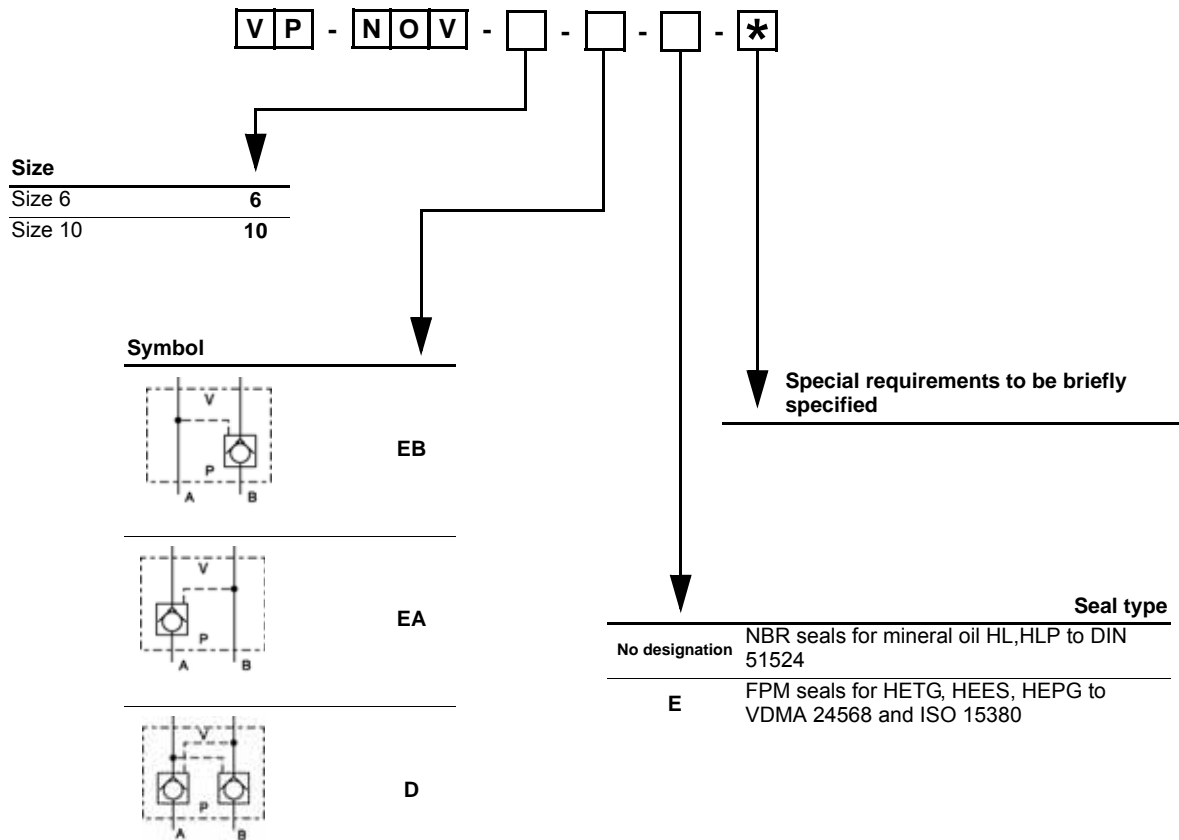 V P - N O V - - - - *
Size
Size 6 6
Size 10 10
Symbol
V
P
A B
EB
V
P
A B
EA
V
P
A B
D
Special requirements to be briefly
specified
Seal type
No designation NBR seals for mineral oil HL,HLP to DIN
51524
E FPM seals for HETG, HEES, HEPG to
VDMA 24568 and ISO 15380